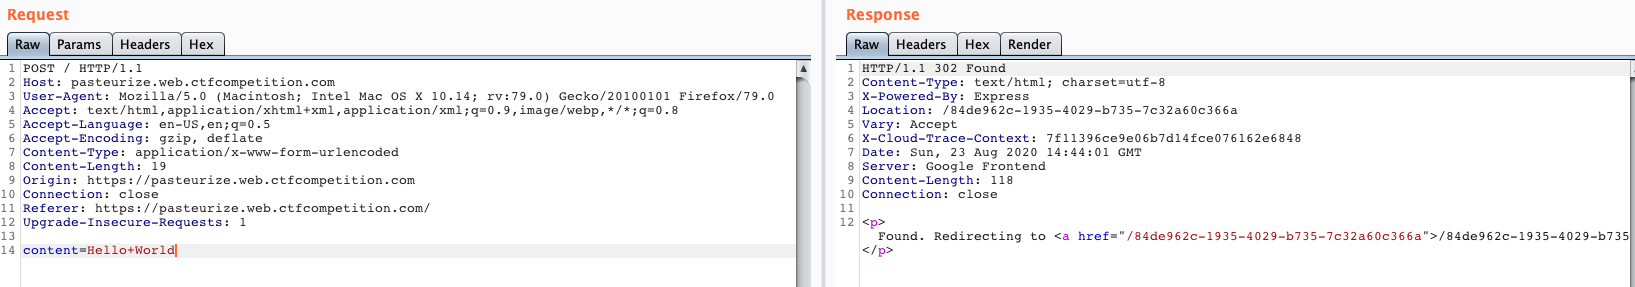 Request
Raw Params Headers Hex
1 POST / HTTP/1.1
2 Host: pasteurize.web.ctfcompetition.com
3 User-Agent: Mozilla/5.0 (Macintosh; Intel Mac OS X 10.14; rv:79.0) Gecko/20100101 Firefox/79.0
4 Accept: text/html,application/xhtml+xml,application/xml;q=0.9,image/webp,*/*;q=0.8
5 Accept-Language: en-US,en;q=0.5
6 Accept-Encoding: gzip, deflate
7 Content-Type: application/x-www-form-urlencoded
8 Content-Length: 19
9 Origin: https://pasteurize.web.ctfcompetition.com
10 Connection: close
11 Referer: https://pasteurize.web.ctfcompetition.com/
12 Upgrade-Insecure-Requests: 1
13
14 content=Hello+World
Response
Raw Headers Hex Render
1 HTTP/1.1 302 Found
2 Content-Type: text/html; charset=utf-8
3 X-Powered-By: Express
4 Location: /84de962c-1935-4029-b735-7c32a60c366a
5 Vary: Accept
6 X-Cloud-Trace-Context: 7f11396ce9e06b7d14fce076162e6848
7 Date: Sun, 23 Aug 2020 14:44:01 GMT
8 Server: Google Frontend
9 Content-Length: 118
10 Connection: close
11
12 <p>
Found. Redirecting to <a href="/84de962c-1935-4029-b735-7c32a60c366a">/84de962c-1935-4029-b735
</p>